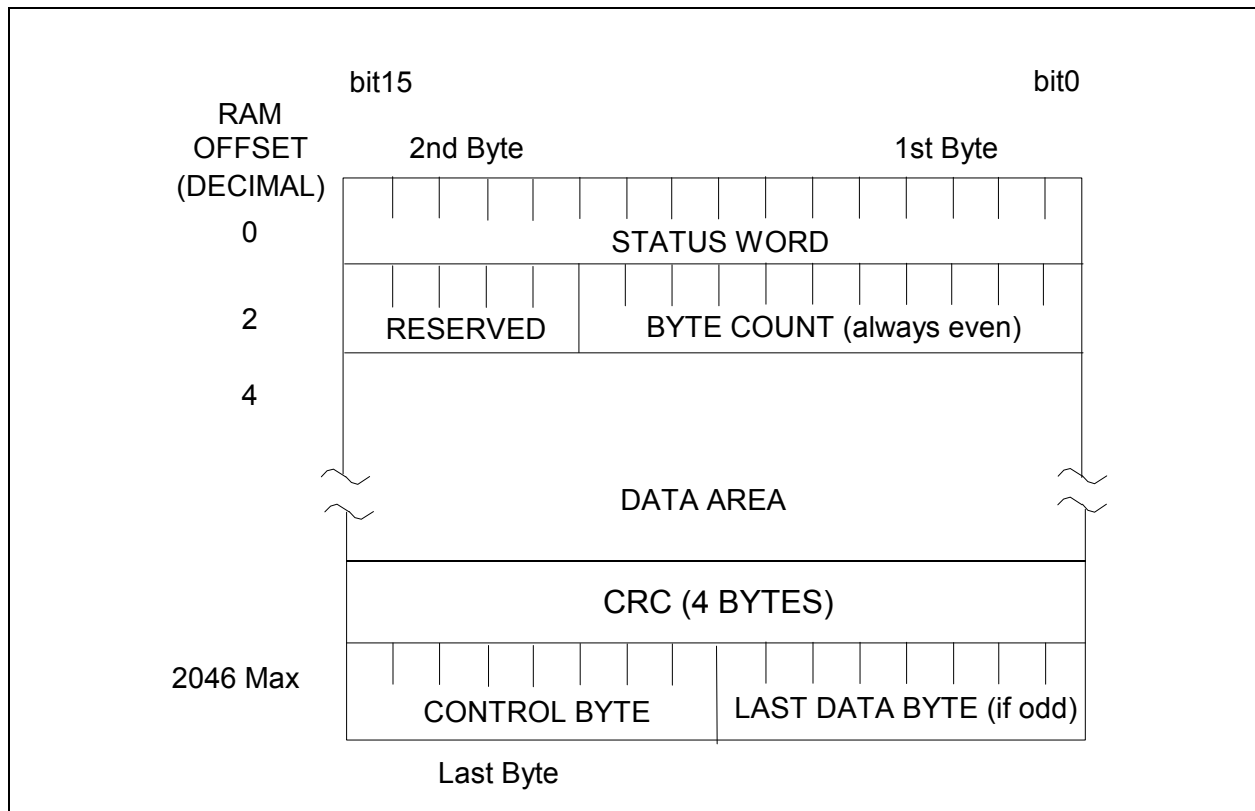 bit15 bit0
RAM
OFFSET
(DECIMAL)
2nd Byte 1st Byte
0
STATUS WORD
2
RESERVED BYTE COUNT (always even)
4
DATA AREA
CRC (4 BYTES)
2046 Max
CONTROL BYTE LAST DATA BYTE (if odd)
Last Byte